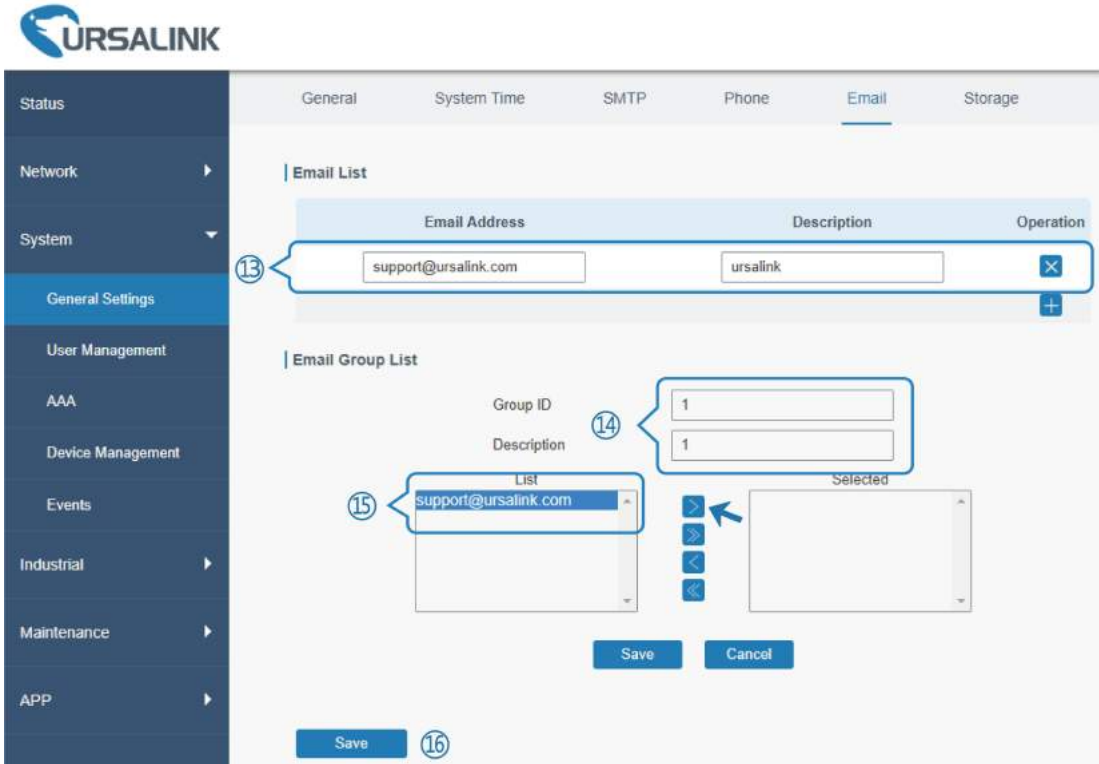 URSALINK
Status
General System Time SMTP Phone Email Storage
Network
Email List
Email Address Description Operation
System
⑬ support@ursalink.com ursalink
General Settings
User Management
Email Group List
AAA
Group ID 1
⑭
Device Management
Description 1
List Selected
Events
⑮ support@ursalink.com
Industrial
Maintenance
Save Cancel
APP
Save ⑯